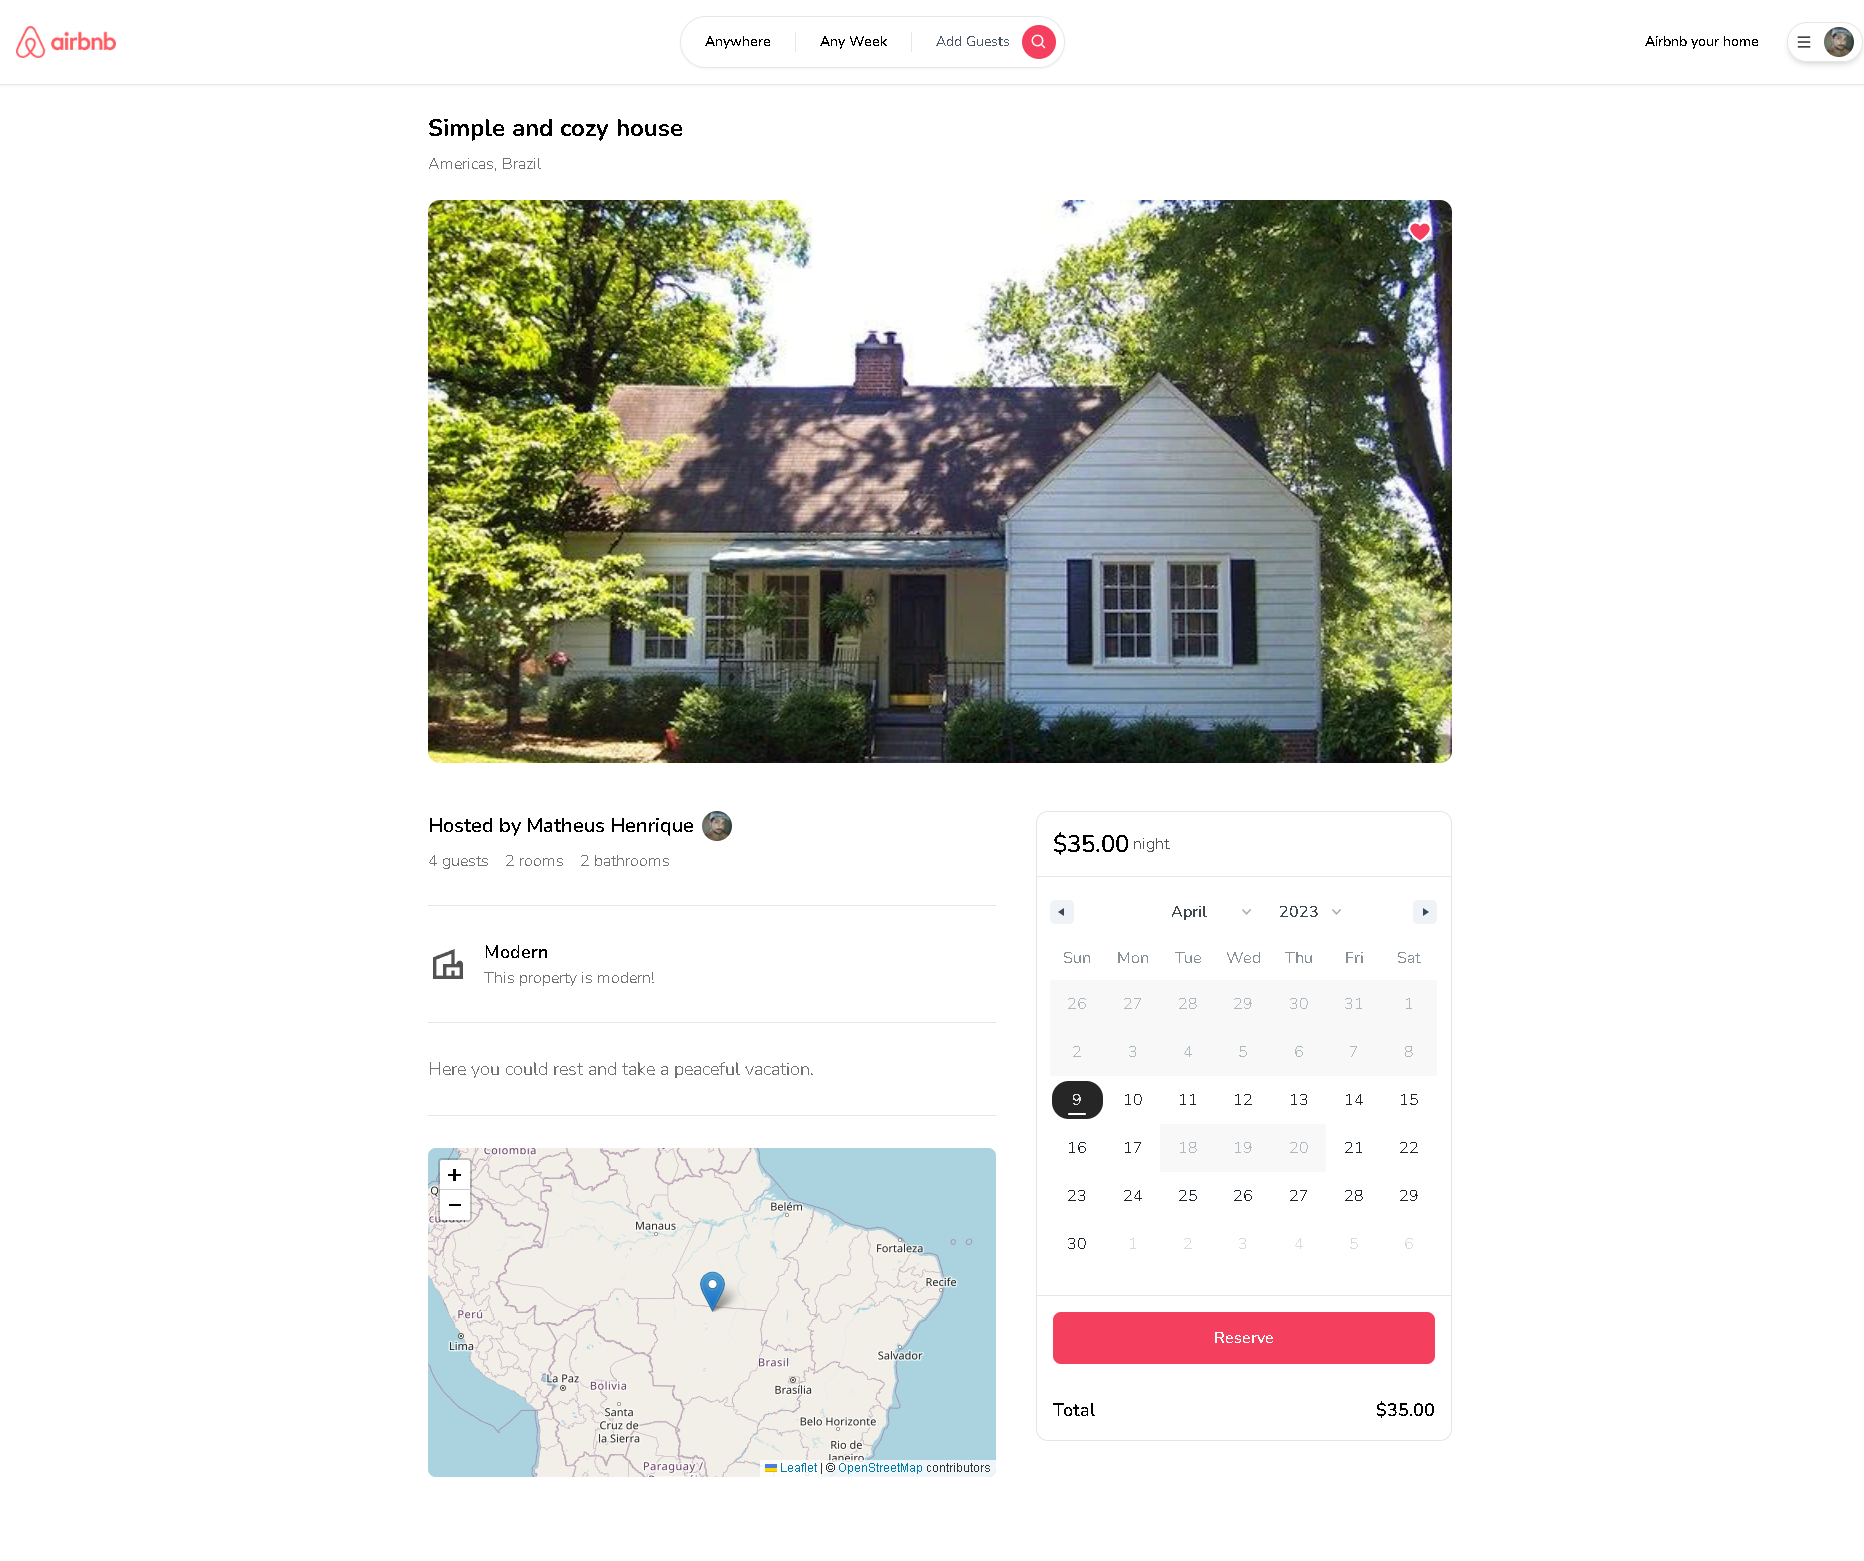 airbnb
Anywhere
Any Week
Add Guests
Airbnb your home
Simple and cozy house
Americas, Brazil
Hosted by Matheus Henrique
4 guests 2 rooms 2 bathrooms
Modern
This property is modern!
Here you could rest and take a peaceful vacation.
+
−
Colombia
Manaus
Belém
Fortaleza
Recife
Perú
Lima
Salvador
Brasil
La Paz
Bolivia
Brasília
Santa
Cruz de
la Sierra
Belo Horizonte
Rio de
Janeiro
Paraguay /
Leaflet | © OpenStreetMap contributors
$35.00 night
April 2023
Sun Mon Tue Wed Thu Fri Sat
26 27 28 29 30 31 1
2 3 4 5 6 7 8
9 10 11 12 13 14 15
16 17 18 19 20 21 22
23 24 25 26 27 28 29
30 1 2 3 4 5 6
Reserve
Total $35.00